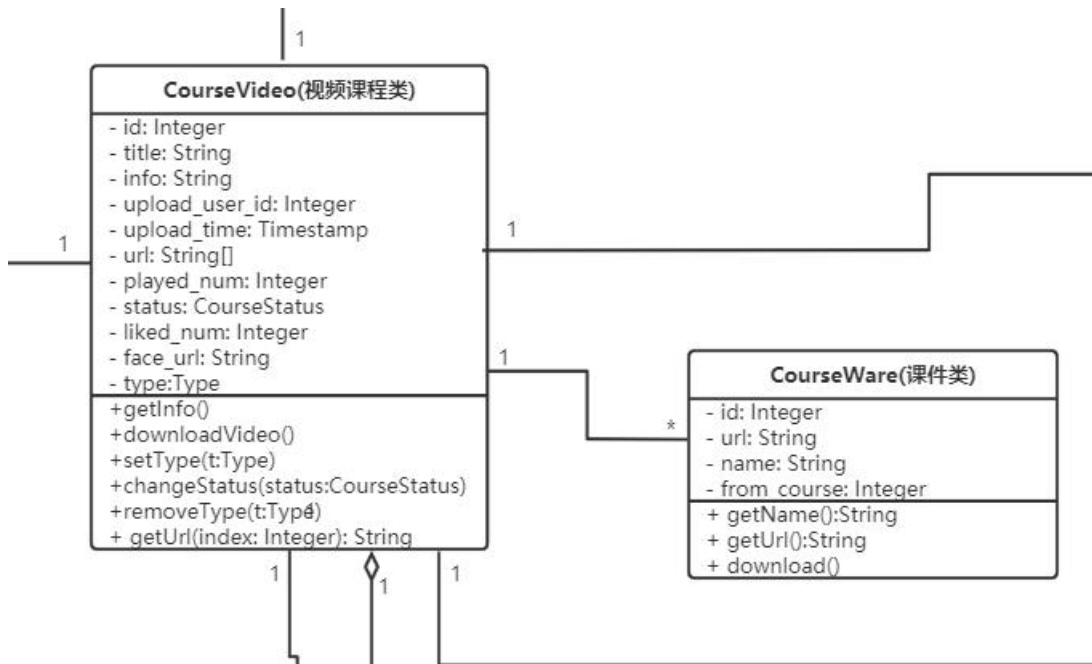 1
CourseVideo(视频课程类)
- id: Integer
- title: String
- info: String
- upload_user_id: Integer
- upload_time: Timestamp
- url: String[]
- played_num: Integer
- status: CourseStatus
- liked_num: Integer
- face_url: String
- type:Type
+getInfo()
+downloadVideo()
+setType(t:Type)
+changeStatus(status:CourseStatus)
+removeType(t:Type)
+ getUrl(index: Integer): String
1
1
1
*
CourseWare(课件类)
- id: Integer
- url: String
- name: String
- from_course: Integer
+ getName():String
+ getUrl():String
+ download()
1
1
1